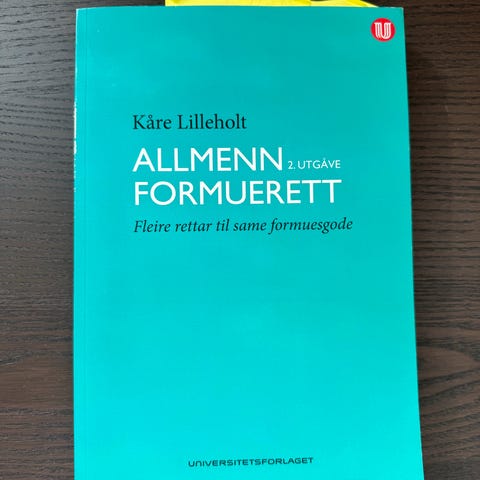 Kåre Lilleholt
ALLMENN 2. UTGÅVE
FORMUERETT
Fleire rettar til same formuesgode
UNIVERSITETSFORLAGET